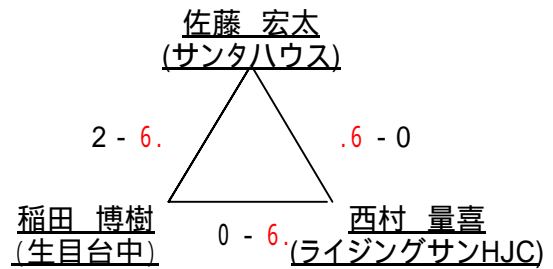 佐藤 宏太
(サンタハウス)
2 - 6.
.6 - 0
稲田 博樹
(生目台中)
0 - 6.
西村 量喜
(ライジングサンHJC)